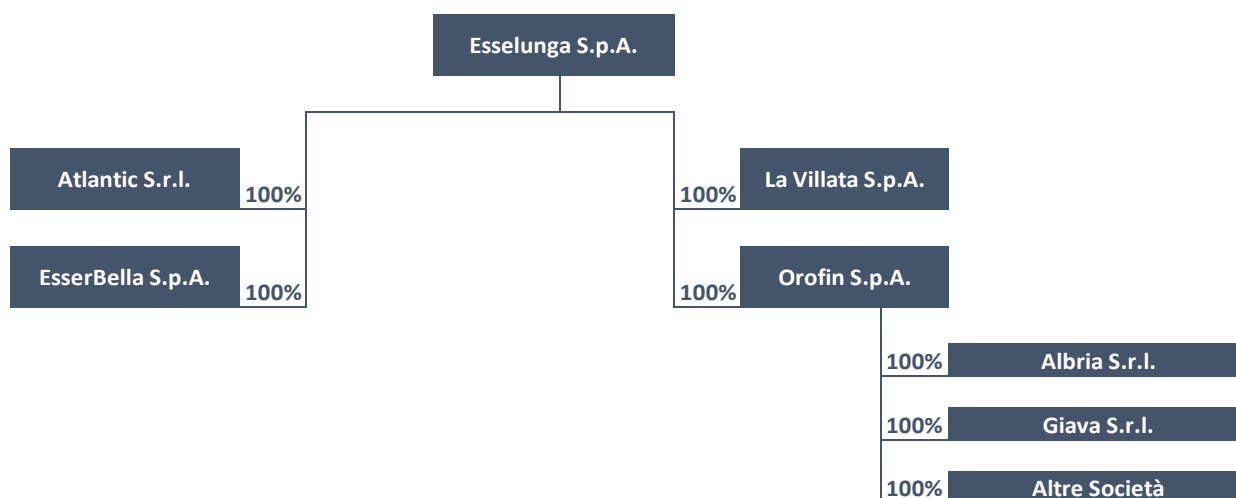 Esselunga S.p.A.
Atlantic S.r.l.
100%
100%
La Villata S.p.A.
EsserBella S.p.A.
100%
100%
Orofin S.p.A.
100%
Albria S.r.l.
100%
Giava S.r.l.
100%
Altre Società